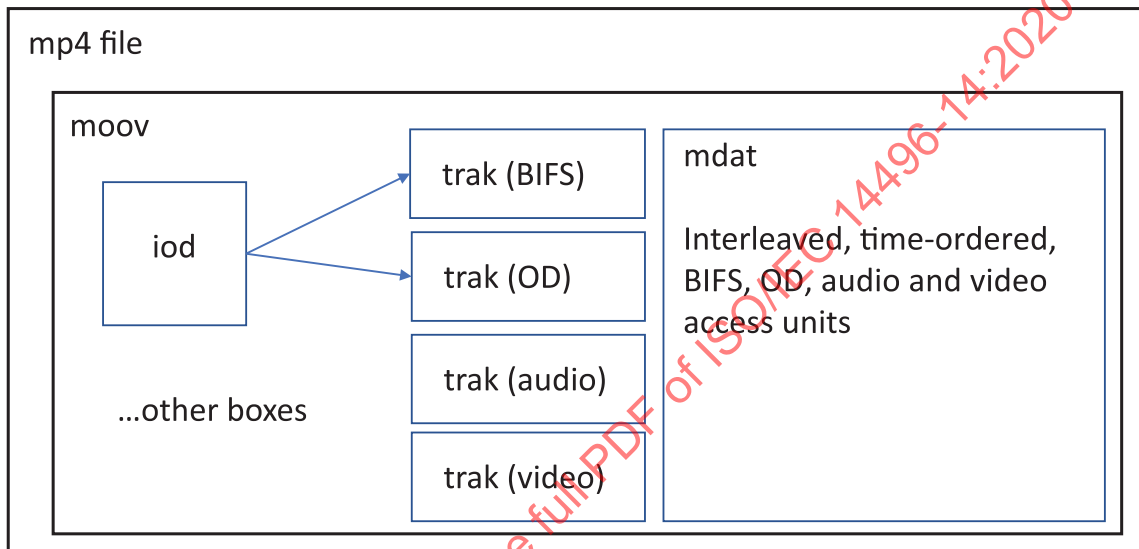 mp4 file
moov
iod
...other boxes
trak (BIFS)
trak (OD)
trak (audio)
trak (video)
mdat
Interleaved, time-ordered,
BIFS, OD, audio and video
access units
full PDF of ISO/IEC 14496-14:2020